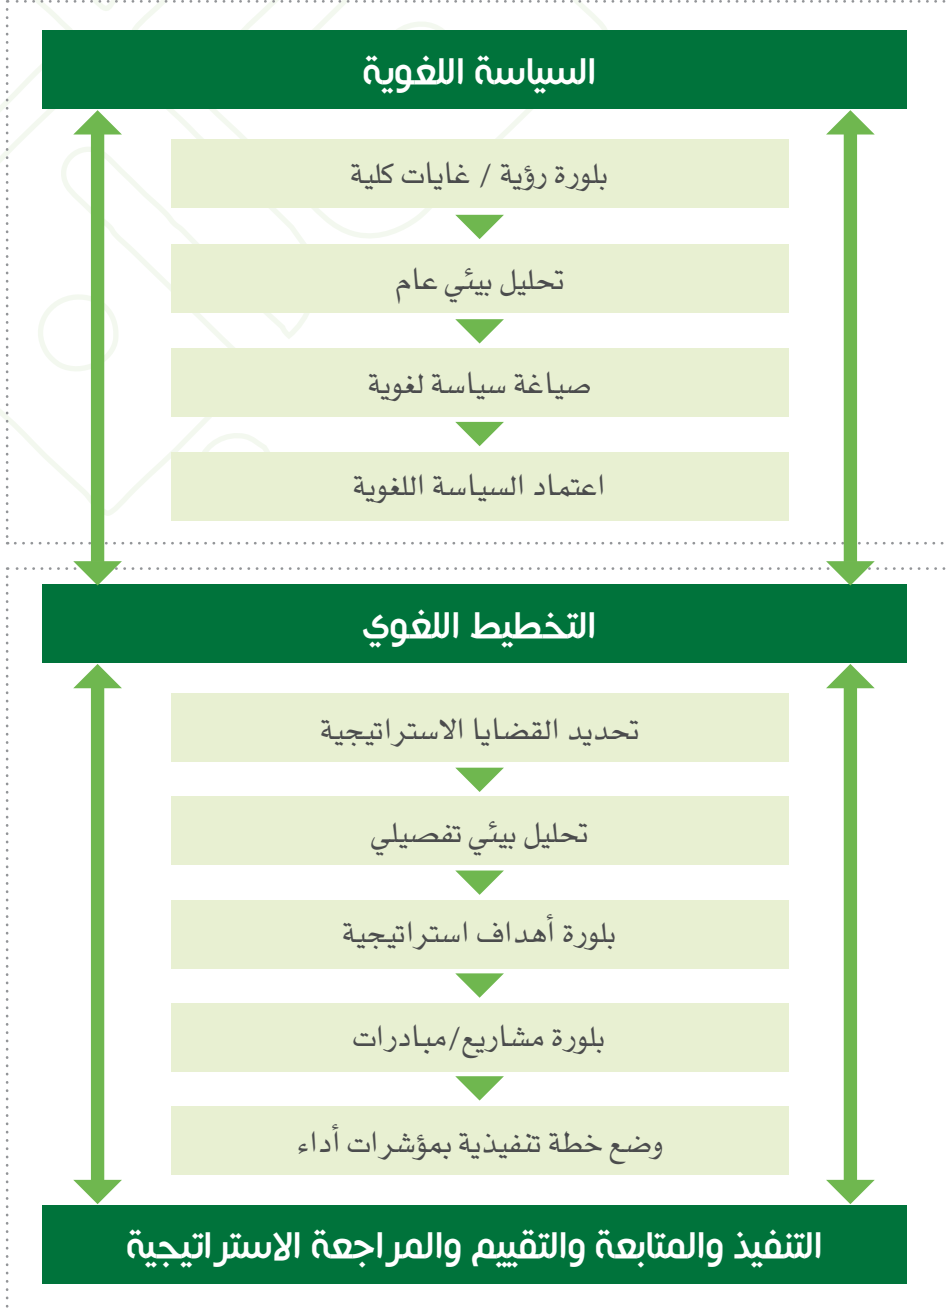 السياسة اللغوية
بلورة رؤية / غايات كلية
تحليل بيئي عام
صياغة سياسة لغوية
اعتماد السياسة اللغوية
التخطيط اللغوي
تحديد القضايا الاستراتيجية
تحليل بيئي تفصيلي
بلورة أهداف استراتيجية
بلورة مشاريع/مبادرات
وضع خطة تنفيذية بمؤشرات أداء
التنفيذ والمتابعة والتقييم والمراجعة الاستراتيجية